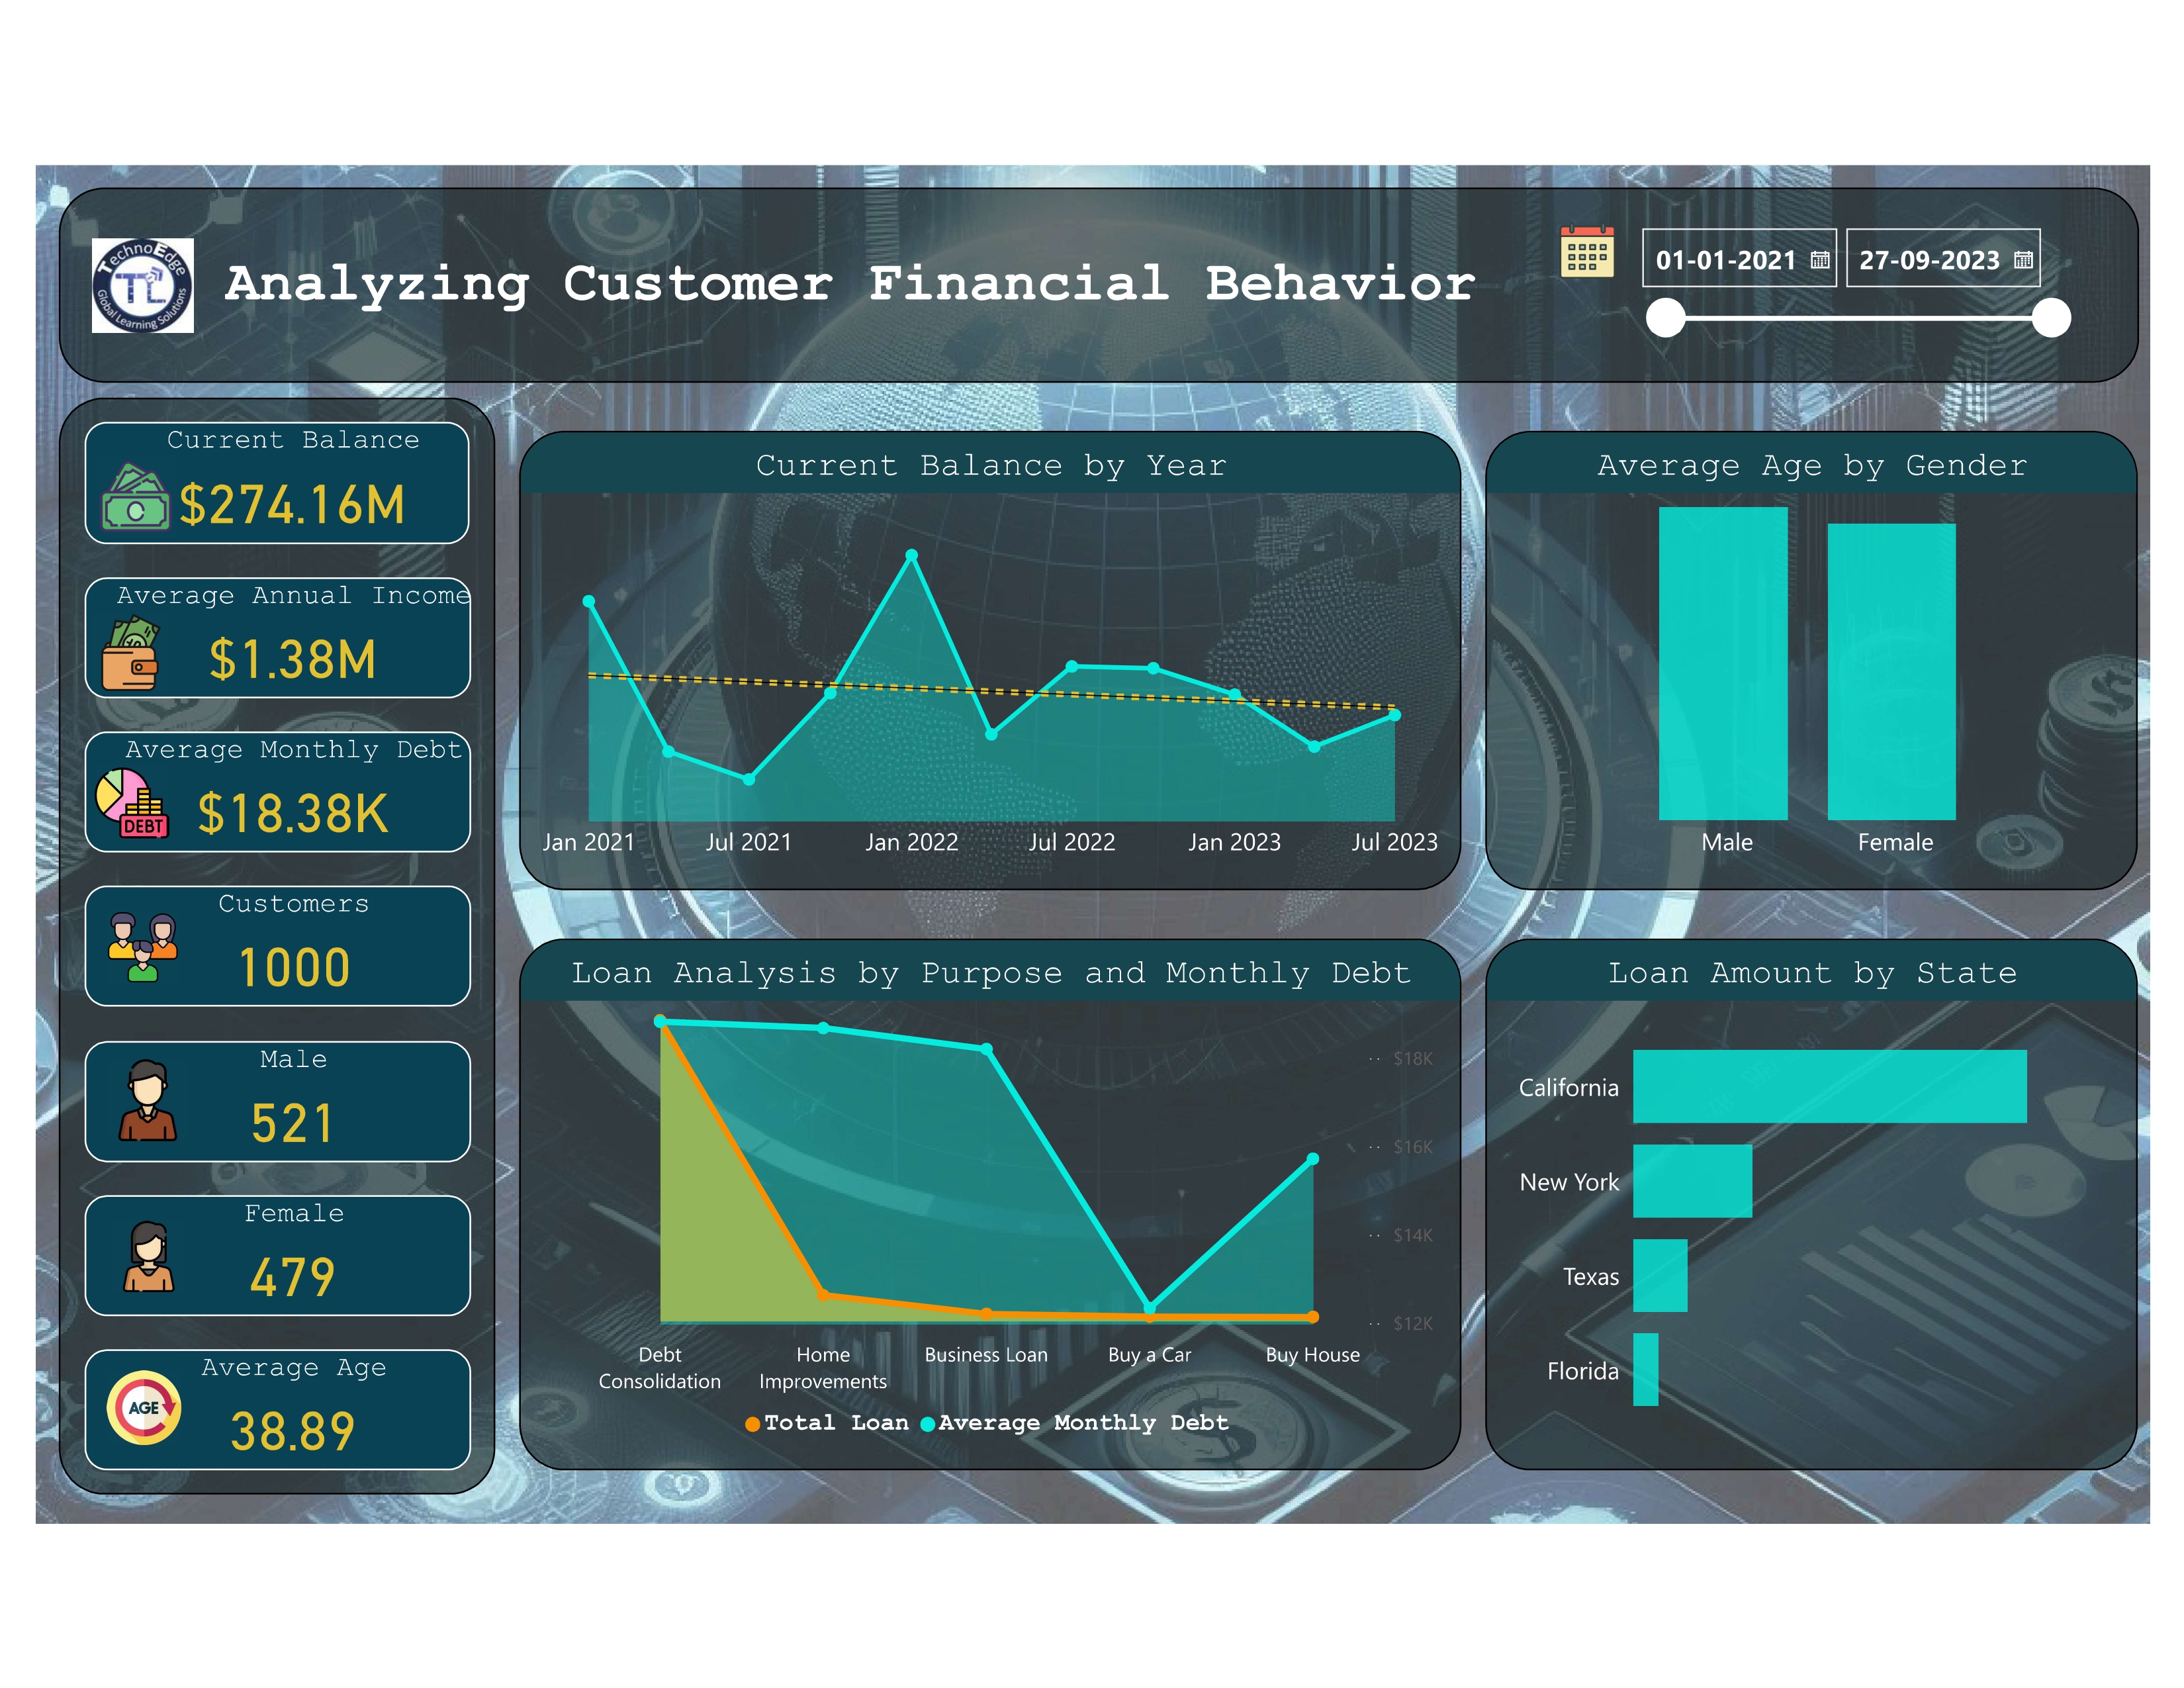 TechnoEdge
TL
Global Learning Solutions
Analyzing Customer Financial Behavior
01-01-2021
27-09-2023
Current Balance
$274.16M
Average Annual Income
$1.38M
Average Monthly Debt
DEBT
$18.38K
Customers
1000
Male
521
Female
479
Average Age
AGE
38.89
Current Balance by Year
Jan 2021 Jul 2021 Jan 2022 Jul 2022 Jan 2023 Jul 2023
Average Age by Gender
Male Female
Loan Analysis by Purpose and Monthly Debt
$18K
$16K
$14K
$12K
Debt Consolidation
Home Improvements
Business Loan
Buy a Car
Buy House
Total Loan Average Monthly Debt
Loan Amount by State
California
New York
Texas
Florida